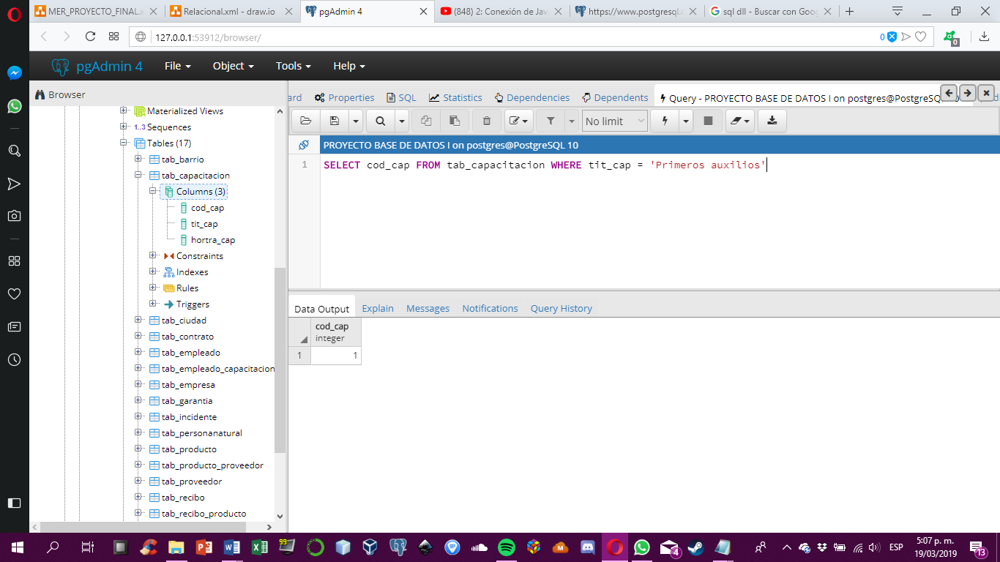 MER_PROYECTO_FINAL.x
Relacional.xml - draw.io
pgAdmin 4
(848) 2: Conexión de Jav
https://www.postgresql.c
sql dll - Buscar con Goog
127.0.0.1:53912/browser/
0
0
pgAdmin 4
File
Object
Tools
Help
Browser
ard
Properties
SQL
Statistics
Dependencies
Dependents
Query - PROYECTO BASE DE DATOS I on postgres@PostgreSQL 10
No limit
PROYECTO BASE DE DATOS I on postgres@PostgreSQL 10
1 SELECT cod_cap FROM tab_capacitacion WHERE tit_cap = 'Primeros auxilios'
Materialized Views
1..3 Sequences
Tables (17)
tab_barrio
tab_capacitacion
Columns (3)
cod_cap
tit_cap
hortra_cap
Constraints
Indexes
Rules
Triggers
tab_ciudad
tab_contrato
tab_empleado
tab_empleado_capacitacion
tab_empresa
tab_garantia
tab_incidente
tab_personanatural
tab_producto
tab_producto_proveedor
tab_proveedor
tab_recibo
tab_recibo_producto
Data Output
Explain
Messages
Notifications
Query History
cod_cap
integer
1 1
99
4
ESP
5:07 p. m.
19/03/2019
13